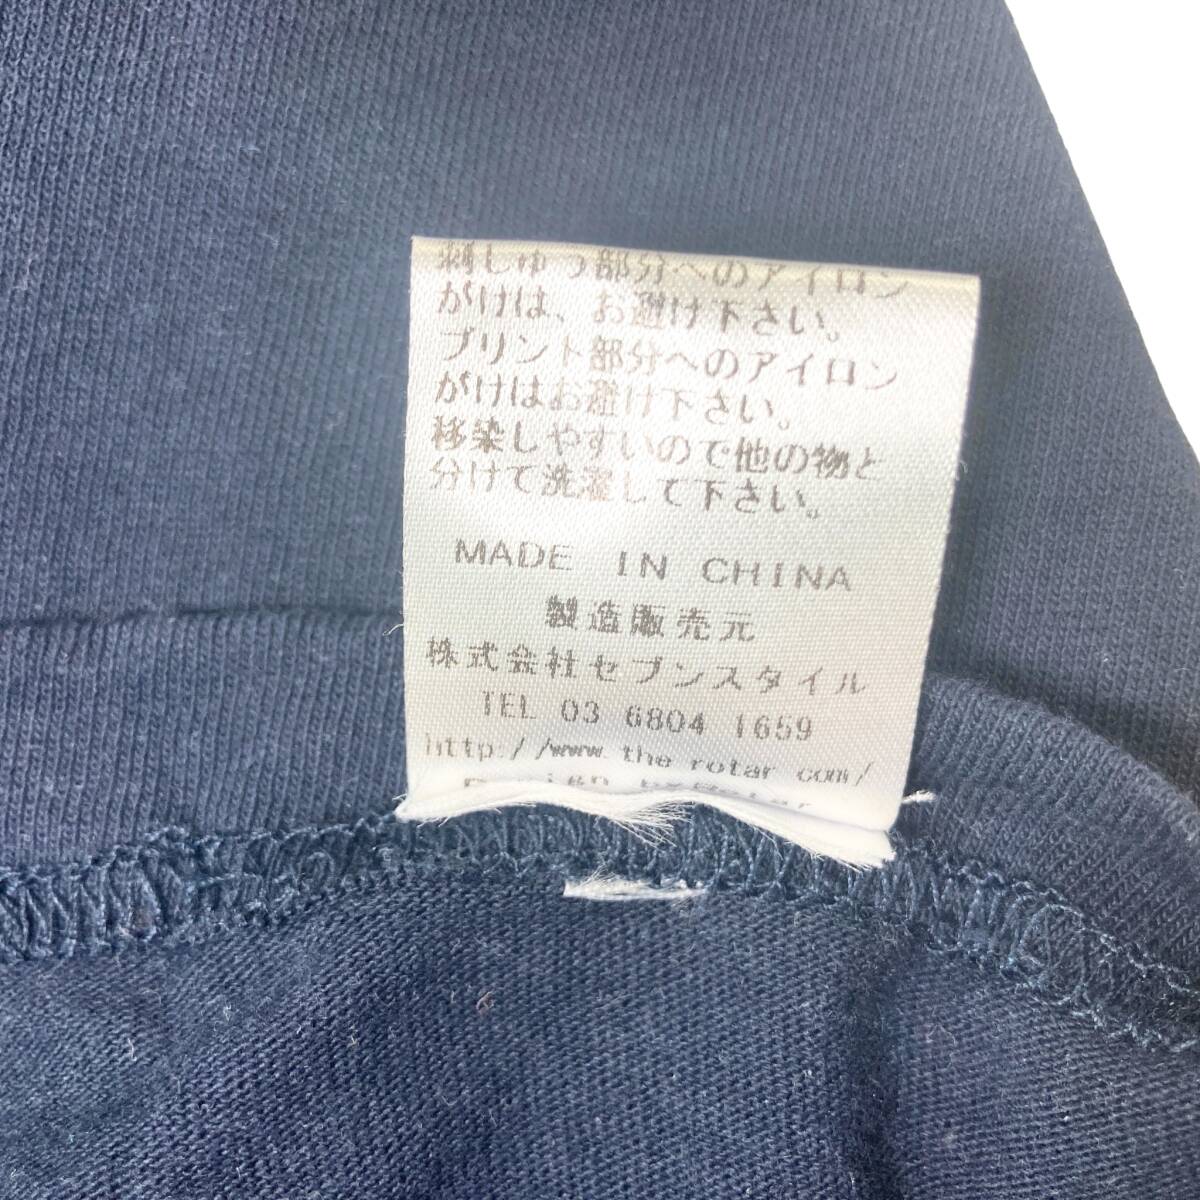 刺しゅう部分へのアイロン
がけは、お避け下さい。
プリント部分へのアイロン
がけはお避け下さい。
移染しやすいので他の物と
分けて洗濯して下さい。
MADE IN CHINA
製造販売元
株式会社セブンスタイル
TEL 03 6804 1659
http://www.the rotar com/